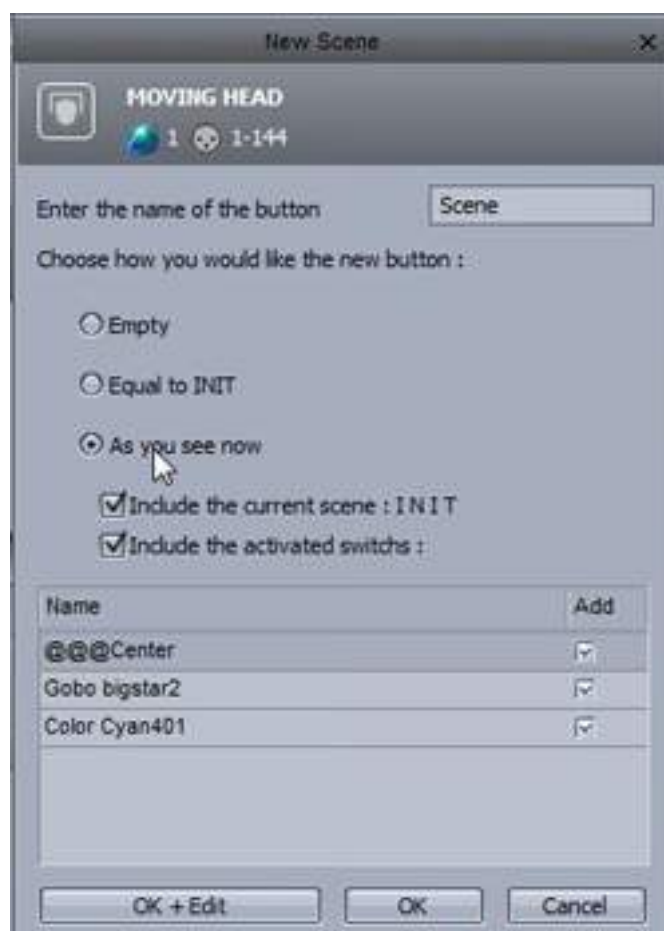 New Scene
MOVING HEAD
1 1-144
Enter the name of the button Scene
Choose how you would like the new button :
Empty
Equal to INIT
As you see now
Include the current scene : I N I T
Include the activated switchs :
Name Add
@@@Center
Gobo bigstar2
Color Cyan401
OK + Edit OK Cancel